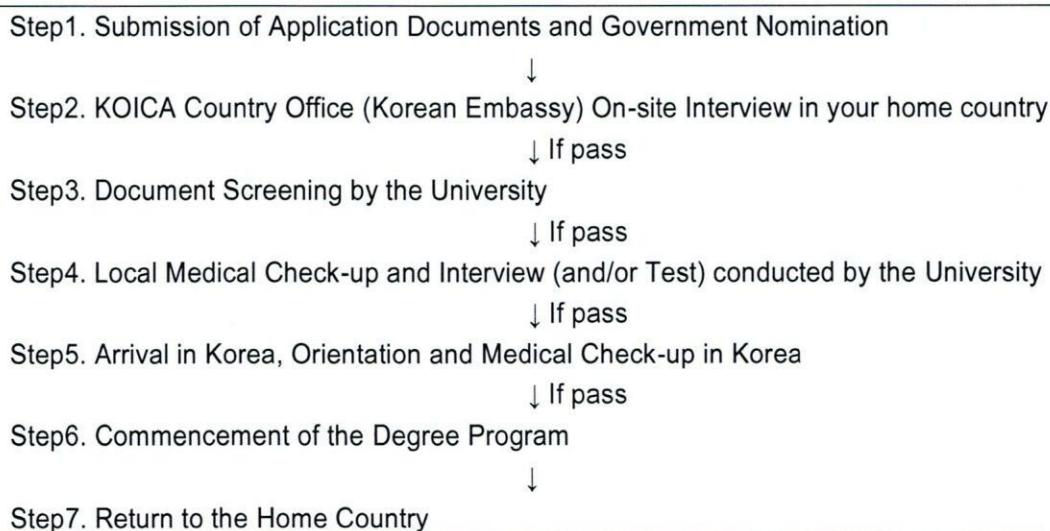 Step1. Submission of Application Documents and Government Nomination
↓
Step2. KOICA Country Office (Korean Embassy) On-site Interview in your home country
↓ If pass
Step3. Document Screening by the University
↓ If pass
Step4. Local Medical Check-up and Interview (and/or Test) conducted by the University
↓ If pass
Step5. Arrival in Korea, Orientation and Medical Check-up in Korea
↓ If pass
Step6. Commencement of the Degree Program
↓
Step7. Return to the Home Country